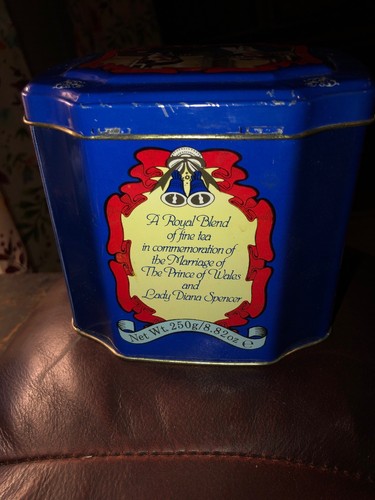 A Royal Blend
of fine tea
in commemoration of
the Marriage of
The Prince of Wales
and
Lady Diana Spencer
Net Wt. 250g/8.82oz ℮